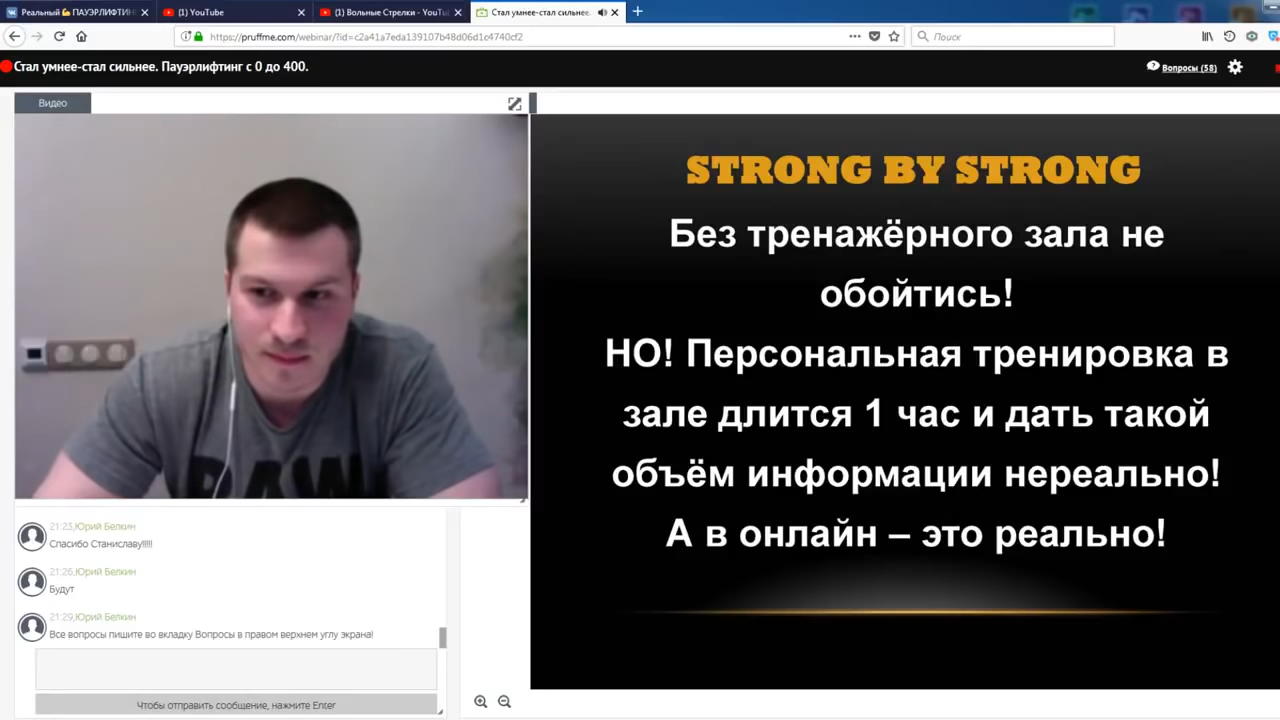 Реальный 💪 ПАУЭРЛИФТИН
(1) YouTube
(1) Вольные Стрелки - YouTu
Стал умнее-стал сильнее.
https://pruffme.com/webinar/?id=c2a41a7eda139107b48d06d1c4740cf2
Поиск
Стал умнее-стал сильнее. Пауэрлифтинг с 0 до 400.
Вопросы (58)
Видео
RAW
21:23,Юрий Белкин
Спасибо Станиславу!!!!!
21:26,Юрий Белкин
Будут
21:29,Юрий Белкин
Все вопросы пишите во вкладку Вопросы в правом верхнем углу экрана!
Чтобы отправить сообщение, нажмите Enter
STRONG BY STRONG
Без тренажёрного зала не
обойтись!
НО! Персональная тренировка в
зале длится 1 час и дать такой
объём информации нереально!
А в онлайн – это реально!